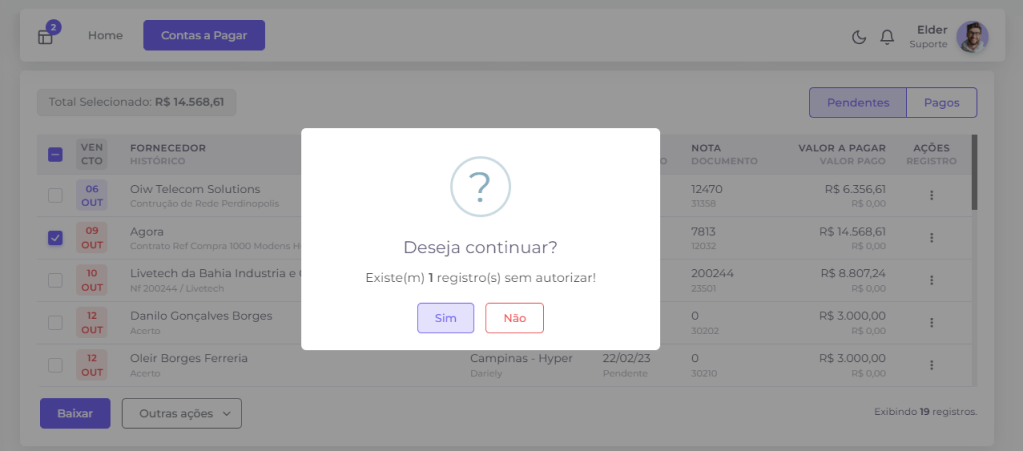 2
Home
Contas a Pagar
Elder
Suporte
Total Selecionado: R$ 14.568,61
Pendentes
Pagos
VEN
CTO
FORNECEDOR
HISTÓRICO
NOTA
DOCUMENTO
VALOR A PAGAR
VALOR PAGO
AÇÕES
REGISTRO
06
OUT
Oiw Telecom Solutions
Contrução de Rede Perdinopolis
12470
31358
R$ 6.356,61
R$ 0,00
09
OUT
Agora
Contrato Ref Compra 1000 Modens
7813
12032
R$ 14.568,61
R$ 0,00
10
OUT
Livetech da Bahia Industria e
Nf 200244 / Livetech
200244
23501
R$ 8.807,24
R$ 0,00
12
OUT
Danilo Gonçalves Borges
Acerto
0
30202
R$ 3.000,00
R$ 0,00
12
OUT
Oleir Borges Ferreria
Acerto
Campinas - Hyper
Dariely
22/02/23
Pendente
0
30210
R$ 3.000,00
R$ 0,00
?
Deseja continuar?
Existe(m) 1 registro(s) sem autorizar!
Sim
Não
Baixar
Outras ações
Exibindo 19 registros.